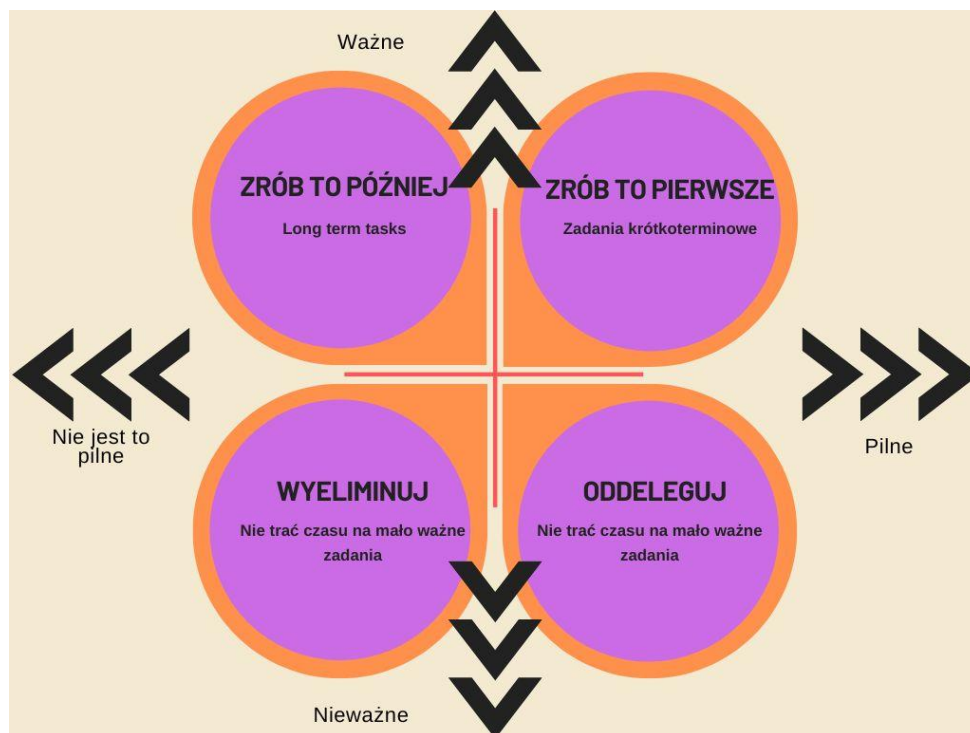 Ważne
ZRÓB TO PÓŹNIEJ
Long term tasks
ZRÓB TO PIERWSZE
Zadania krótkoterminowe
Nie jest to
pilne
Pilne
WYELIMINUJ
Nie trać czasu na mało ważne
zadania
ODDELEGUJ
Nie trać czasu na mało ważne
zadania
Nieważne